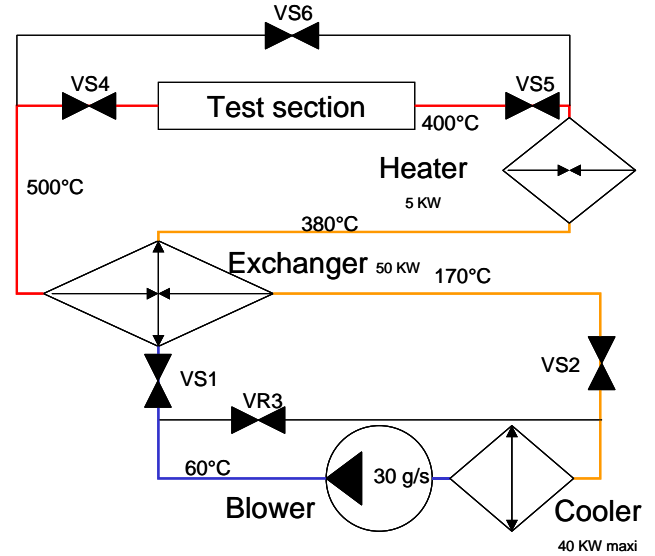 VS6
VS4
VS5
Test section
400°C
Heater
5 KW
500°C
380°C
Exchanger 50 KW
170°C
VS1
VS2
VR3
60°C
30 g/s
Blower
Cooler
40 KW maxi